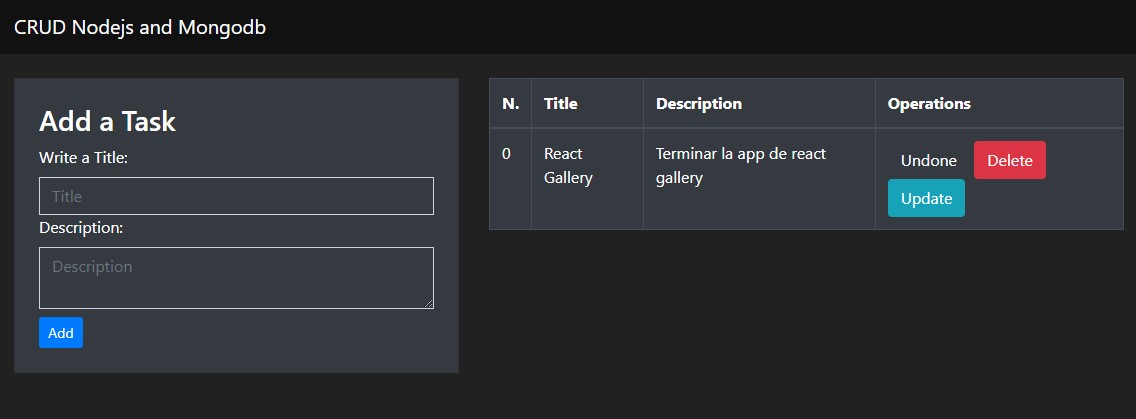 CRUD Nodejs and Mongodb
Add a Task
Write a Title:
Title
Description:
Description
Add
N. Title Description Operations
0 React Terminar la app de react Undone Delete
Gallery gallery
Update